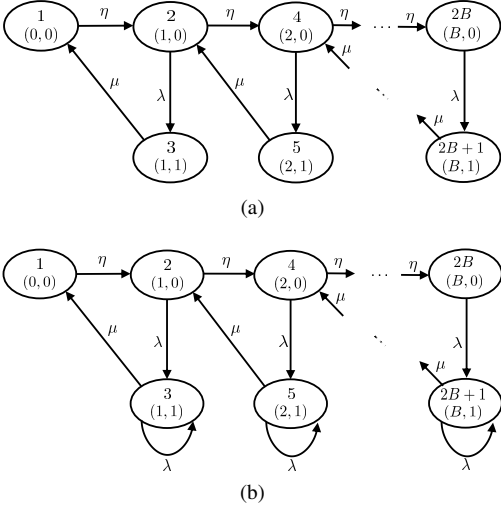 1
(0, 0)
η
2
(1, 0)
η
4
(2, 0)
η
...
η
2B
(B, 0)
μ
λ
μ
λ
μ
λ
μ
3
(1, 1)
5
(2, 1)
2B + 1
(B, 1)
(a)
1
(0, 0)
η
2
(1, 0)
η
4
(2, 0)
η
...
η
2B
(B, 0)
μ
λ
μ
λ
μ
λ
μ
3
(1, 1)
5
(2, 1)
2B + 1
(B, 1)
λ
λ
λ
(b)